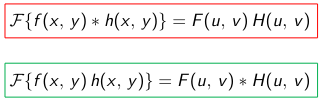 ℱ{f(x, y) ∗ h(x, y)} = F(u, v) H(u, v)
ℱ{f(x, y) h(x, y)} = F(u, v) ∗ H(u, v)